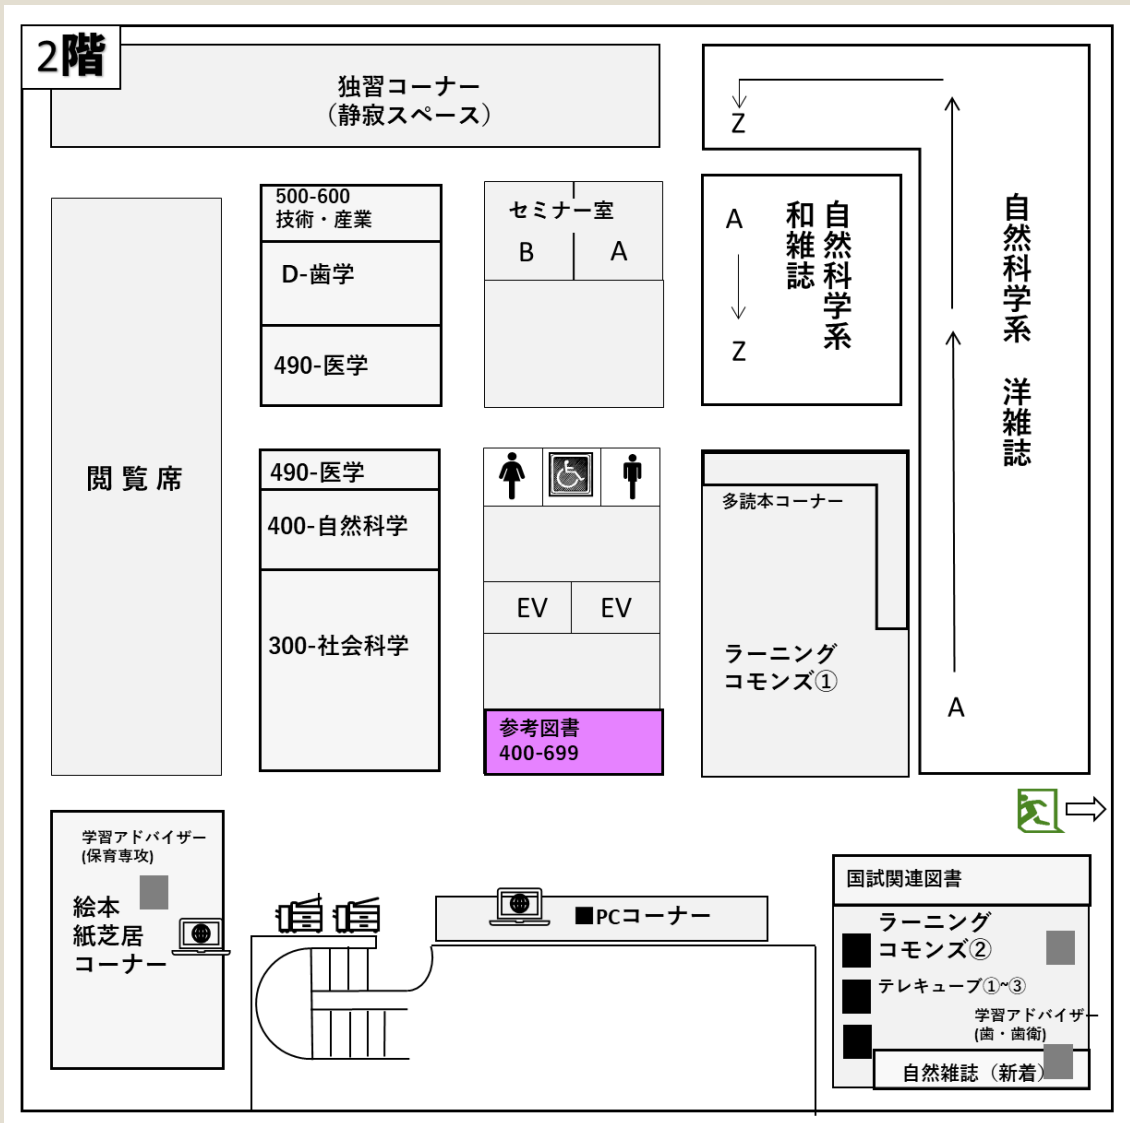 2階
独習コーナー
（静寂スペース）
Z
自然科学系　洋雑誌
A
500-600
技術・産業
D-歯学
490-医学
セミナー室
B
A
A
Z
自然科学系
和雑誌
閲覧席
490-医学
400-自然科学
300-社会科学
EV
EV
参考図書
400-699
多読本コーナー
ラーニング
コモンズ①
学習アドバイザー
(保育専攻)
絵本
紙芝居
コーナー
■PCコーナー
国試関連図書
ラーニング
コモンズ②
テレキューブ①~③
学習アドバイザー
(歯・歯衛)
自然雑誌（新着）